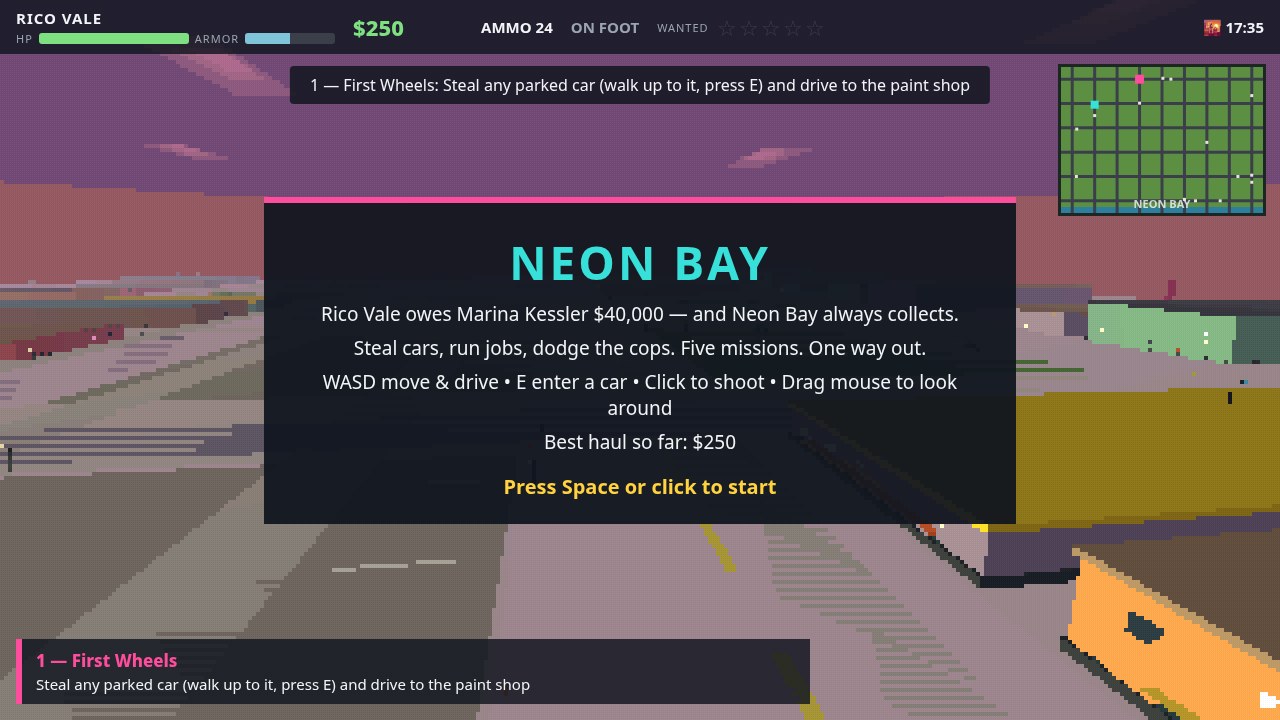 RICO VALE
HP ARMOR
$250
AMMO 24 ON FOOT WANTED ☆☆☆☆☆
17:35
1 — First Wheels: Steal any parked car (walk up to it, press E) and drive to the paint shop
NEON BAY
NEON BAY
Rico Vale owes Marina Kessler $40,000 — and Neon Bay always collects.
Steal cars, run jobs, dodge the cops. Five missions. One way out.
WASD move & drive • E enter a car • Click to shoot • Drag mouse to look
around
Best haul so far: $250
Press Space or click to start
1 — First Wheels
Steal any parked car (walk up to it, press E) and drive to the paint shop